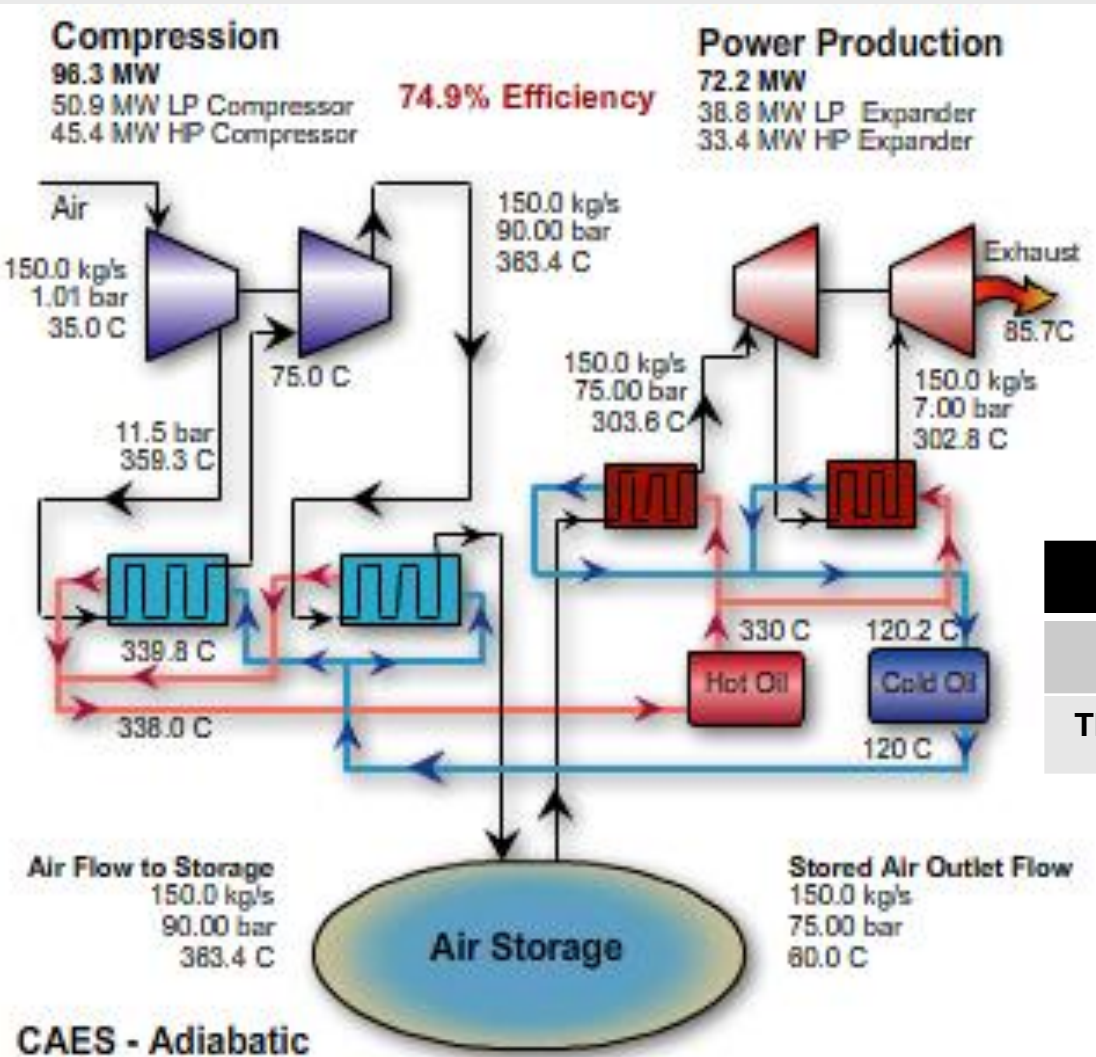 Compression
96.3 MW
50.9 MW LP Compressor
45.4 MW HP Compressor
74.9% Efficiency
Power Production
72.2 MW
38.8 MW LP Expander
33.4 MW HP Expander
Air
150.0 kg/s
1.01 bar
35.0 C
150.0 kg/s
90.00 bar
363.4 C
75.0 C
11.5 bar
359.3 C
Exhaust
85.7C
150.0 kg/s
75.00 bar
303.6 C
150.0 kg/s
7.00 bar
302.8 C
339.8 C
338.0 C
330 C
120.2 C
Hot Oil
Cold Oil
120 C
Air Flow to Storage
150.0 kg/s
90.00 bar
363.4 C
Air Storage
Stored Air Outlet Flow
150.0 kg/s
75.00 bar
60.0 C
CAES - Adiabatic